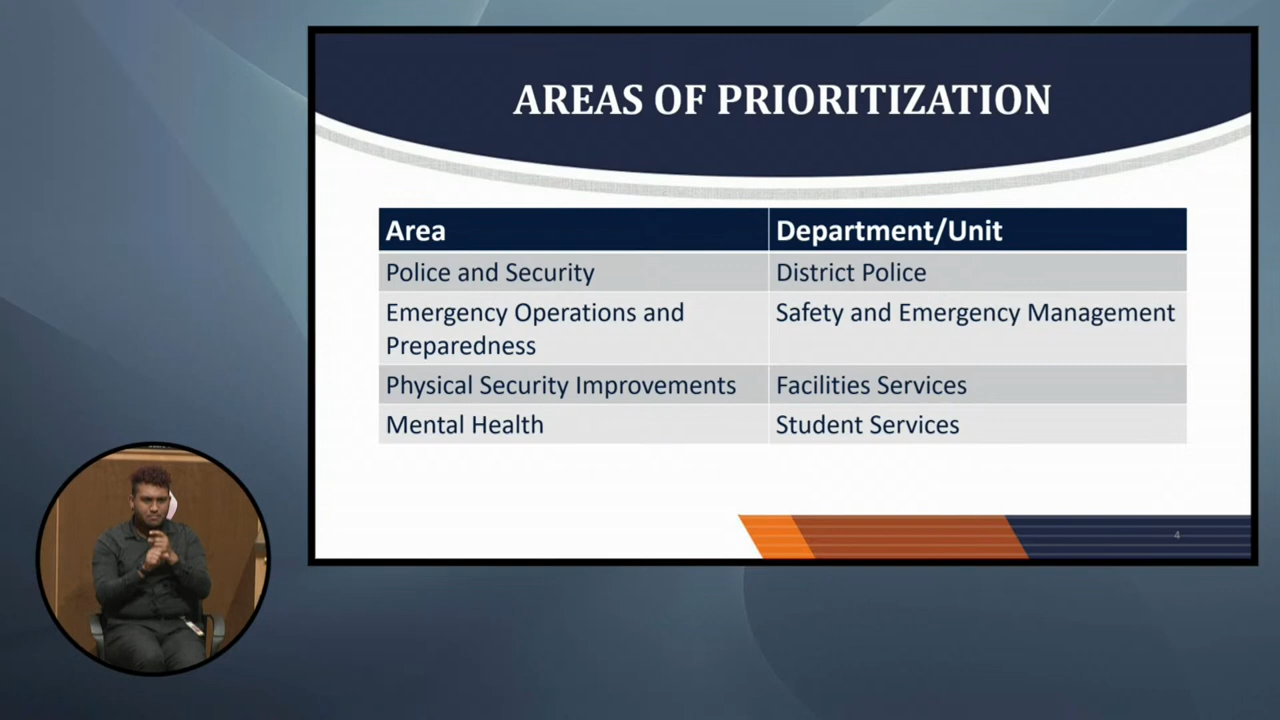 AREAS OF PRIORITIZATION
Area Department/Unit
Police and Security District Police
Emergency Operations and Safety and Emergency Management
Preparedness
Physical Security Improvements Facilities Services
Mental Health Student Services
4